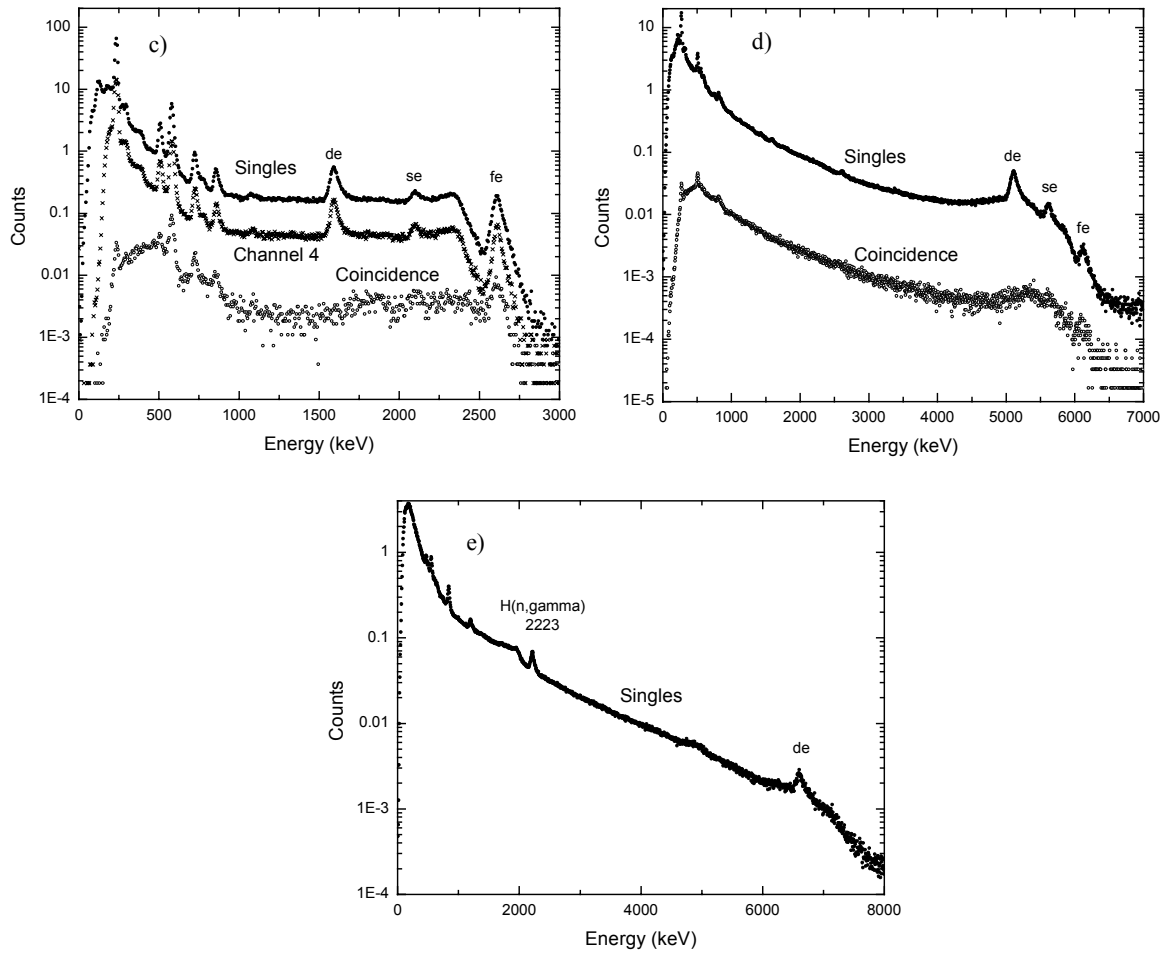 c)
100
10
1
0.1
0.01
1E-3
1E-4
Counts
Singles
de
se
fe
Channel 4
Coincidence
0 500 1000 1500 2000 2500 3000
Energy (keV)
d)
10
1
0.1
0.01
1E-3
1E-4
1E-5
Counts
Singles
de
se
fe
Coincidence
0 1000 2000 3000 4000 5000 6000 7000
Energy (keV)
e)
1
0.1
0.01
1E-3
1E-4
Counts
H(n,gamma)
2223
Singles
de
0 2000 4000 6000 8000
Energy (keV)